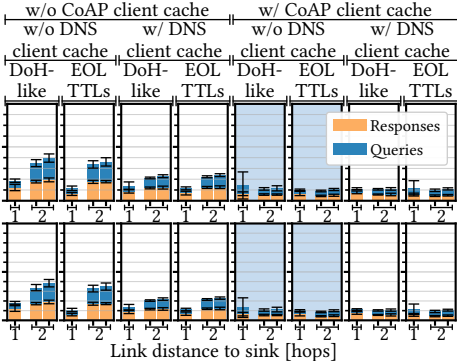 w/o CoAP client cache w/ CoAP client cache
w/o DNS client cache w/ DNS client cache w/o DNS client cache w/ DNS client cache
DoH-like EOL TTLs DoH-like EOL TTLs DoH-like EOL TTLs DoH-like EOL TTLs
Responses
Queries
1 2 1 2 1 2 1 2 1 2 1 2 1 2 1 2
1 2 1 2 1 2 1 2 1 2 1 2 1 2 1 2
Link distance to sink [hops]